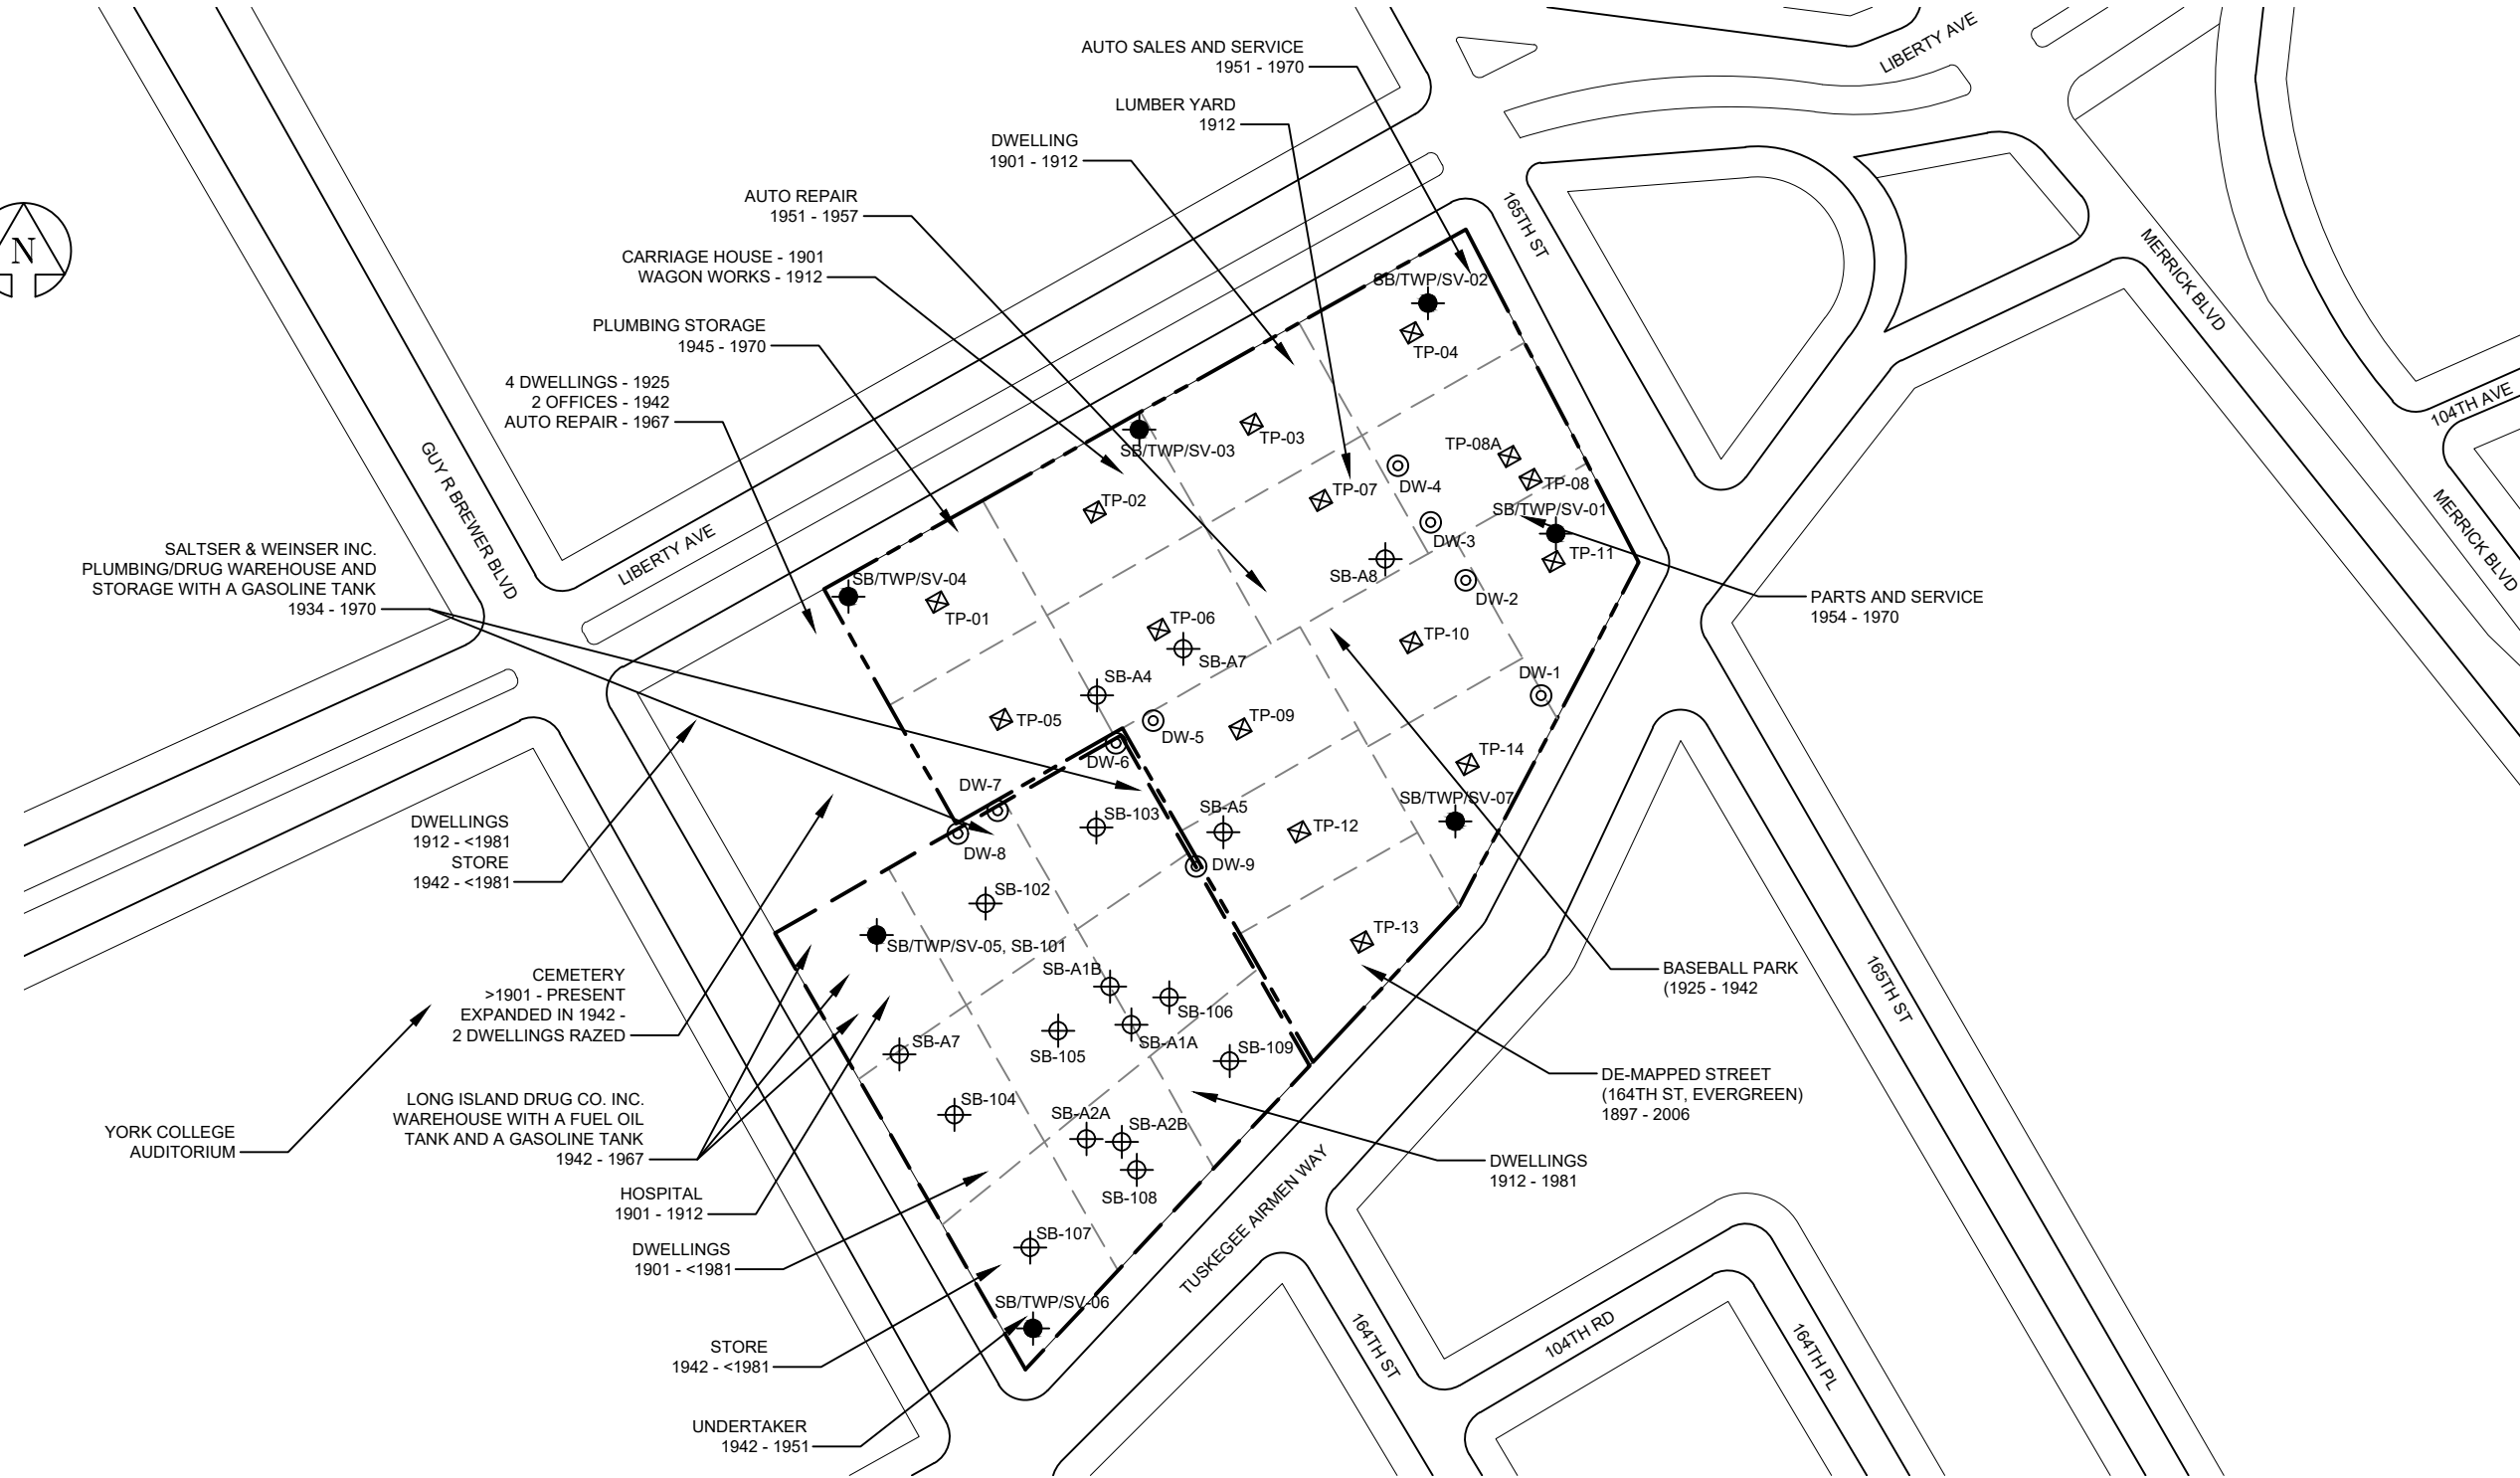 AUTO SALES AND SERVICE
1951 - 1970
LIBERTY AVE
LUMBER YARD
1912
DWELLING
1901 - 1912
AUTO REPAIR
1951 - 1957
165TH ST
N
CARRIAGE HOUSE - 1901
WAGON WORKS - 1912
MERRICK BLVD
SB/TWP/SV-02
PLUMBING STORAGE
1945 - 1970
TP-04
4 DWELLINGS - 1925
2 OFFICES - 1942
AUTO REPAIR - 1967
104TH AVE
TP-03
SB/TWP/SV-03
TP-08A
TP-08
DW-4
TP-07
TP-02
GUY R BREWER BLVD
SB/TWP/SV-01
MERRICK BLVD
DW-3
TP-11
LIBERTY AVE
SALTSER & WEINSER INC.
PLUMBING/DRUG WAREHOUSE AND
STORAGE WITH A GASOLINE TANK
1934 - 1970
SB-A8
SB/TWP/SV-04
DW-2
PARTS AND SERVICE
1954 - 1970
TP-01
TP-06
TP-10
SB-A7
SB-A4
DW-1
TP-05
TP-09
DW-5
TP-14
DW-6
DW-7
SB/TWP/SV-07
SB-A5
SB-103
TP-12
DWELLINGS
1912 - <1981
STORE
1942 - <1981
DW-8
DW-9
SB-102
TP-13
SB/TWP/SV-05, SB-101
CEMETERY
>1901 - PRESENT
EXPANDED IN 1942 -
2 DWELLINGS RAZED
SB-A1B
BASEBALL PARK
(1925 - 1942
165TH ST
SB-106
SB-A7
SB-105
SB-A1A
SB-109
DE-MAPPED STREET
(164TH ST, EVERGREEN)
1897 - 2006
LONG ISLAND DRUG CO. INC.
WAREHOUSE WITH A FUEL OIL
TANK AND A GASOLINE TANK
1942 - 1967
SB-104
SB-A2A
SB-A2B
YORK COLLEGE
AUDITORIUM
DWELLINGS
1912 - 1981
SB-108
HOSPITAL
1901 - 1912
TUSKEGEE AIRMEN WAY
SB-107
DWELLINGS
1901 - <1981
SB/TWP/SV-06
104TH RD
164TH ST
164TH PL
STORE
1942 - <1981
UNDERTAKER
1942 - 1951